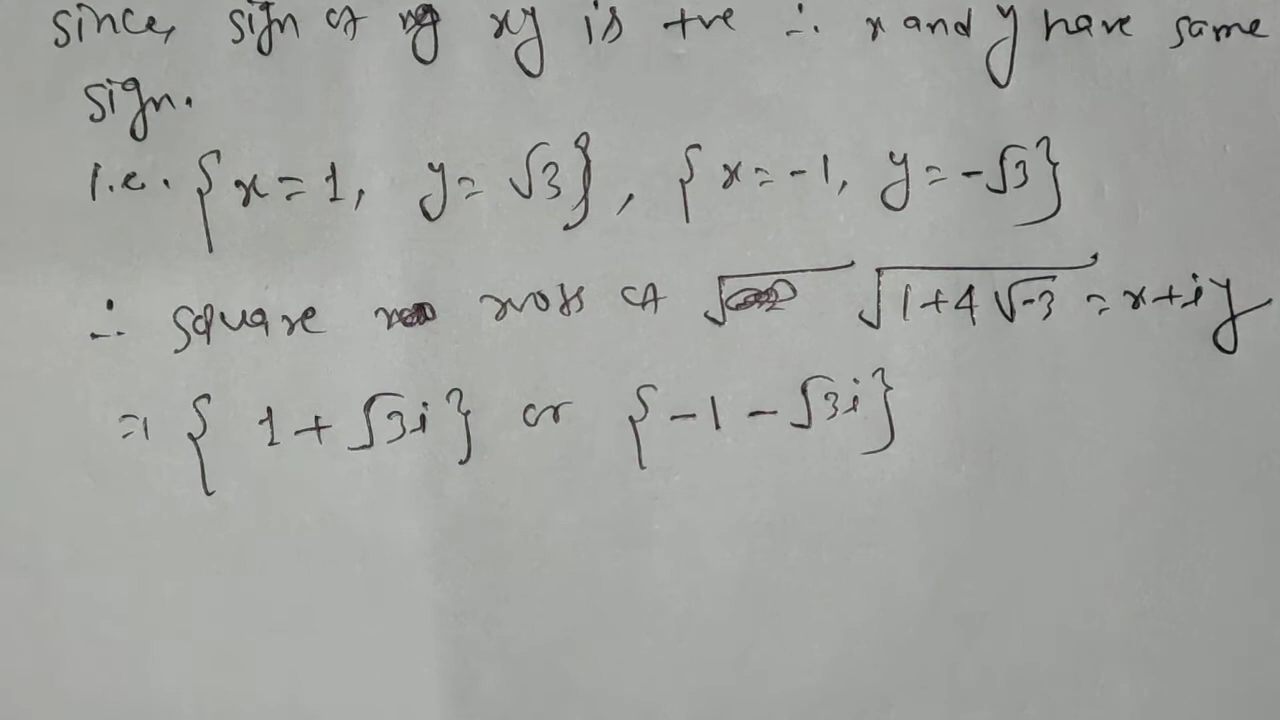 since, sign of xy is +ve ∴ x and y have same
sign.
i.e. {x=1, y=√3}, {x=-1, y=-√3}
∴ square roots of √(1+4√-3) = x+iy
= {1+√3i} or {-1-√3i}